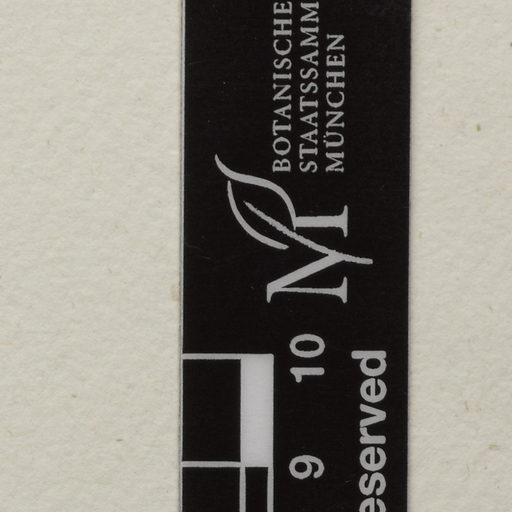 BOTANISCHE
STAATSSAMM
MÜNCHEN
M
10
9
eserved